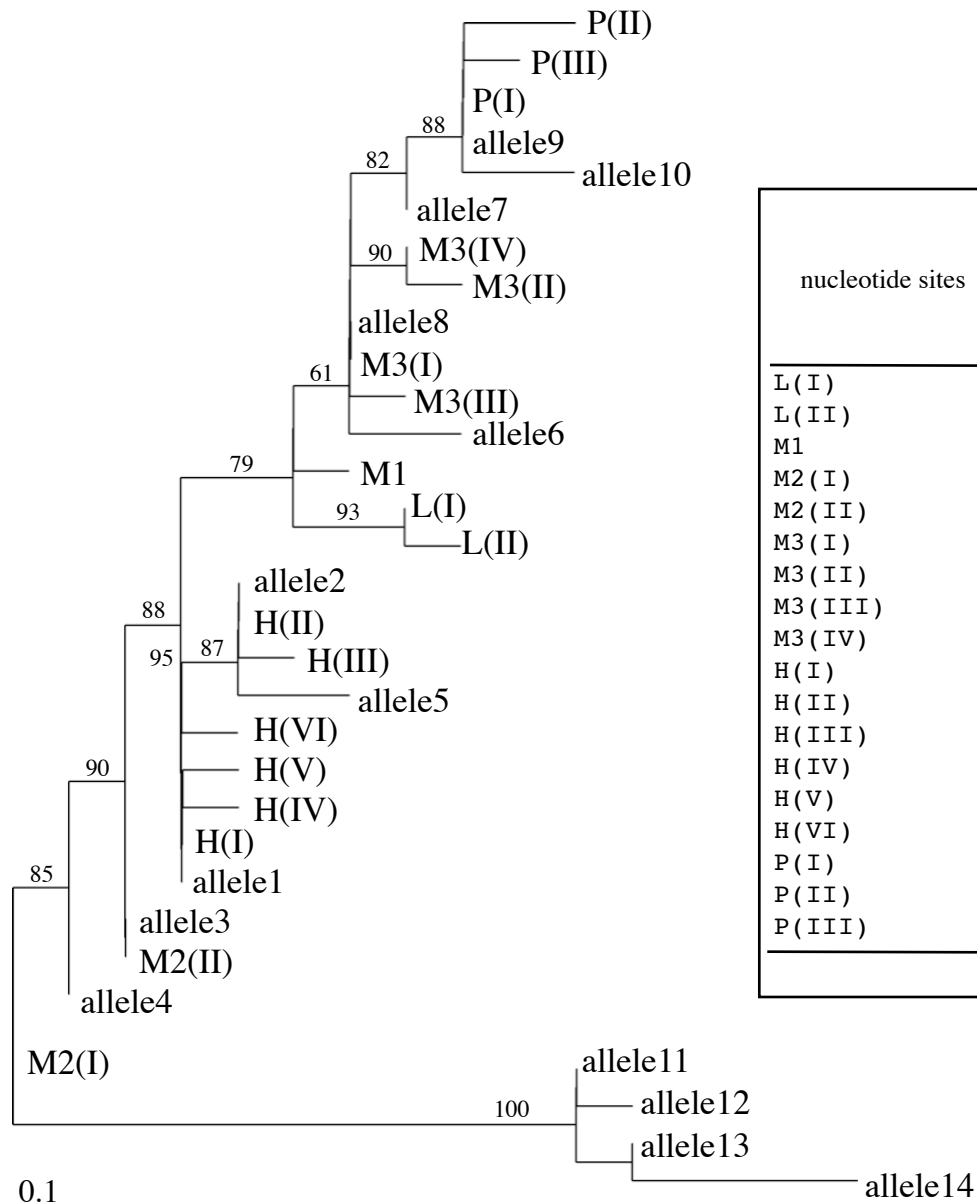 P(II)
P(III)
P(I)
88
allele9
82
allele10
allele7
M3(IV)
90
M3(II)
allele8
M3(I)
61
M3(III)
allele6
79
M1
L(I)
93
L(II)
allele2
88
H(II)
95
87
H(III)
allele5
H(VI)
90
H(V)
H(IV)
H(I)
85
allele1
allele3
M2(II)
allele4
M2(I)
allele11
100
allele12
allele13
allele14
0.1
nucleotide sites
L(I)
L(II)
M1
M2(I)
M2(II)
M3(I)
M3(II)
M3(III)
M3(IV)
H(I)
H(II)
H(III)
H(IV)
H(V)
H(VI)
P(I)
P(II)
P(III)